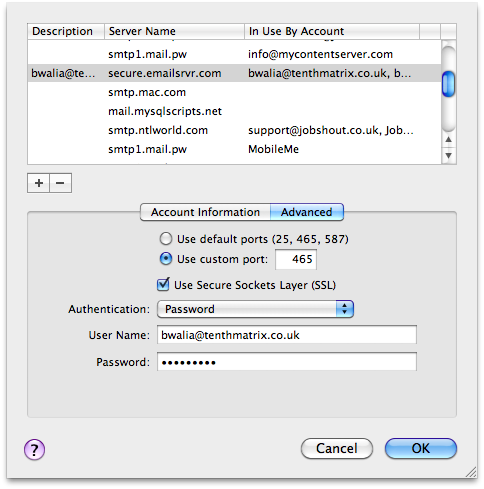 Description Server Name In Use By Account
smtp1.mail.pw info@mycontentserver.com
bwalia@te... secure.emailsrvr.com bwalia@tenthmatrix.co.uk, b...
smtp.mac.com
mail.mysqlscripts.net
smtp.ntlworld.com support@jobshout.co.uk, Job...
smtp1.mail.pw MobileMe
+ −
Account Information Advanced
Use default ports (25, 465, 587)
Use custom port: 465
Use Secure Sockets Layer (SSL)
Authentication: Password
User Name: bwalia@tenthmatrix.co.uk
Password: •••••••••
? Cancel OK